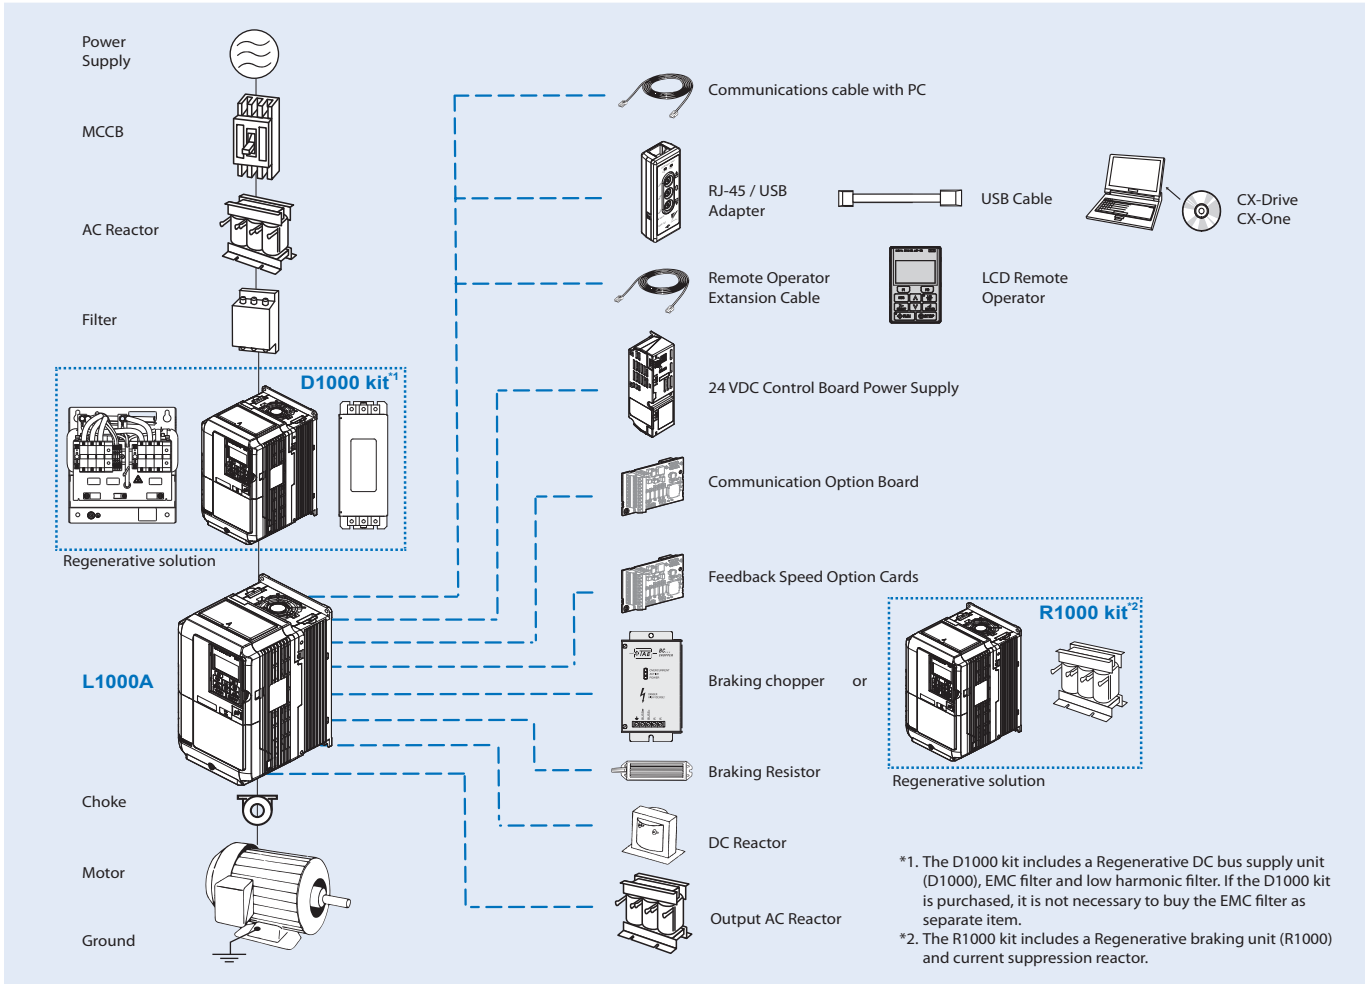 Power
Supply
MCCB
AC Reactor
Filter
D1000 kit*1
Regenerative solution
L1000A
Choke
Motor
Ground
Communications cable with PC
RJ-45 / USB
Adapter
USB Cable
CX-Drive
CX-One
Remote Operator
Extansion Cable
LCD Remote
Operator
24 VDC Control Board Power Supply
Communication Option Board
Feedback Speed Option Cards
Braking chopper or
R1000 kit*2
Regenerative solution
Braking Resistor
DC Reactor
Output AC Reactor
*1. The D1000 kit includes a Regenerative DC bus supply unit
(D1000), EMC filter and low harmonic filter. If the D1000 kit
is purchased, it is not necessary to buy the EMC filter as
separate item.
*2. The R1000 kit includes a Regenerative braking unit (R1000)
and current suppression reactor.